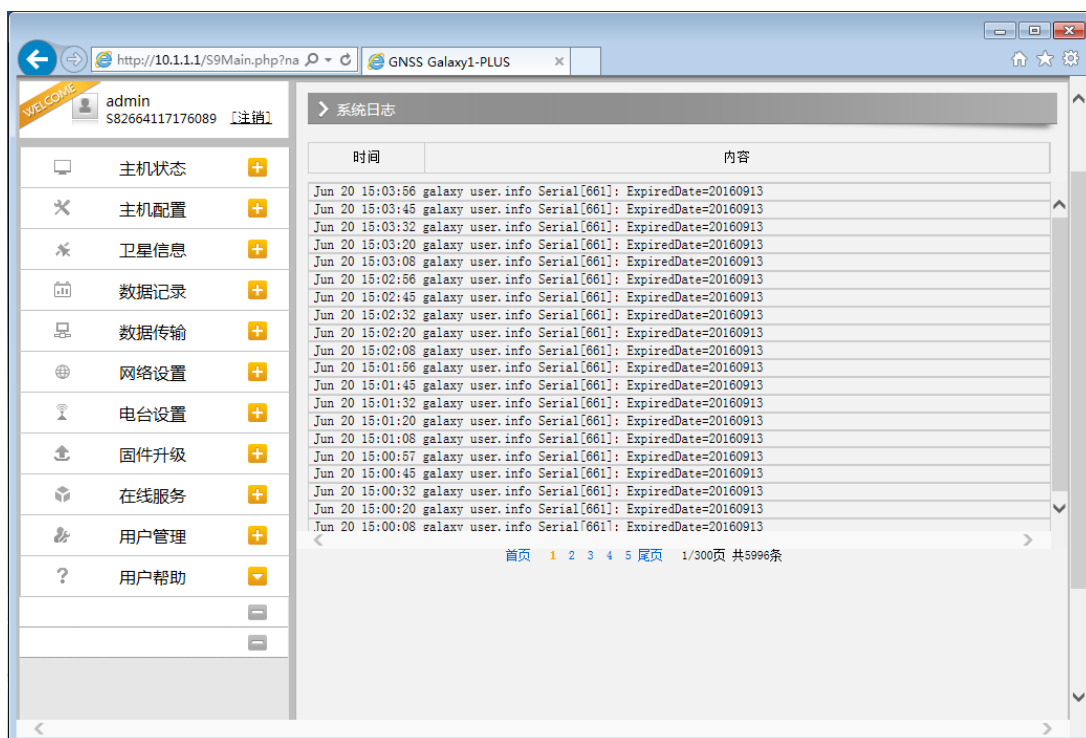 http://10.1.1.1/S9Main.php?na
GNSS Galaxy1-PLUS
WELCOME
admin
S82664117176089 [注销]
主机状态
主机配置
卫星信息
数据记录
数据传输
网络设置
电台设置
固件升级
在线服务
用户管理
用户帮助
系统日志
时间 内容
Jun 20 15:03:56 galaxy user.info Serial[661]: ExpiredDate=20160913
Jun 20 15:03:45 galaxy user.info Serial[661]: ExpiredDate=20160913
Jun 20 15:03:32 galaxy user.info Serial[661]: ExpiredDate=20160913
Jun 20 15:03:20 galaxy user.info Serial[661]: ExpiredDate=20160913
Jun 20 15:03:08 galaxy user.info Serial[661]: ExpiredDate=20160913
Jun 20 15:02:56 galaxy user.info Serial[661]: ExpiredDate=20160913
Jun 20 15:02:45 galaxy user.info Serial[661]: ExpiredDate=20160913
Jun 20 15:02:32 galaxy user.info Serial[661]: ExpiredDate=20160913
Jun 20 15:02:20 galaxy user.info Serial[661]: ExpiredDate=20160913
Jun 20 15:02:08 galaxy user.info Serial[661]: ExpiredDate=20160913
Jun 20 15:01:56 galaxy user.info Serial[661]: ExpiredDate=20160913
Jun 20 15:01:45 galaxy user.info Serial[661]: ExpiredDate=20160913
Jun 20 15:01:32 galaxy user.info Serial[661]: ExpiredDate=20160913
Jun 20 15:01:20 galaxy user.info Serial[661]: ExpiredDate=20160913
Jun 20 15:01:08 galaxy user.info Serial[661]: ExpiredDate=20160913
Jun 20 15:00:57 galaxy user.info Serial[661]: ExpiredDate=20160913
Jun 20 15:00:45 galaxy user.info Serial[661]: ExpiredDate=20160913
Jun 20 15:00:32 galaxy user.info Serial[661]: ExpiredDate=20160913
Jun 20 15:00:20 galaxy user.info Serial[661]: ExpiredDate=20160913
Jun 20 15:00:08 galaxy user.info Serial[661]: ExpiredDate=20160913
首页 1 2 3 4 5 尾页 1/300页 共5996条